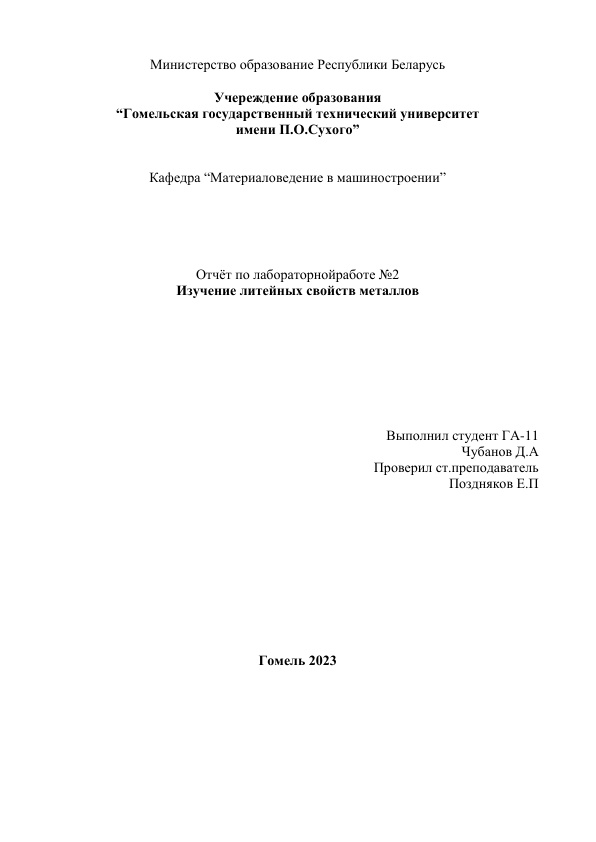 Министерство образование Республики Беларусь
Учереждение образования
“Гомельская государственный технический университет
имени П.О.Сухого”
Кафедра “Материаловедение в машиностроении”
Отчёт по лабораторнойработе №2
Изучение литейных свойств металлов
Выполнил студент ГА-11
Чубанов Д.А
Проверил ст.преподаватель
Поздняков Е.П
Гомель 2023